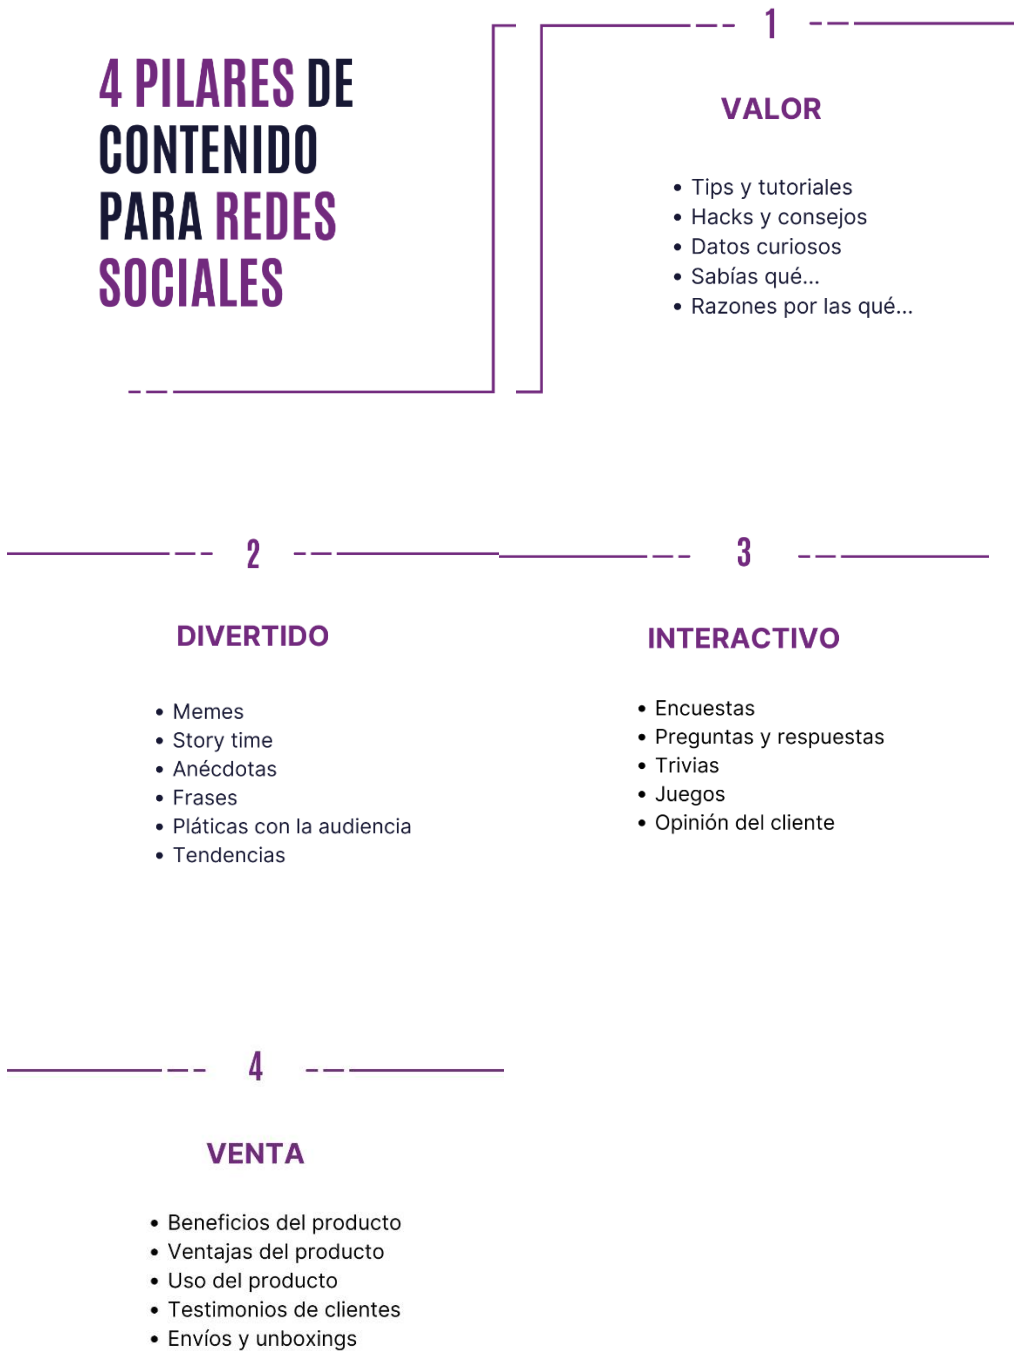 4 PILARES DE
CONTENIDO
PARA REDES
SOCIALES
1
VALOR
• Tips y tutoriales
• Hacks y consejos
• Datos curiosos
• Sabías qué...
• Razones por las qué...
2
DIVERTIDO
• Memes
• Story time
• Anécdotas
• Frases
• Pláticas con la audiencia
• Tendencias
3
INTERACTIVO
• Encuestas
• Preguntas y respuestas
• Trivias
• Juegos
• Opinión del cliente
4
VENTA
• Beneficios del producto
• Ventajas del producto
• Uso del producto
• Testimonios de clientes
• Envíos y unboxings